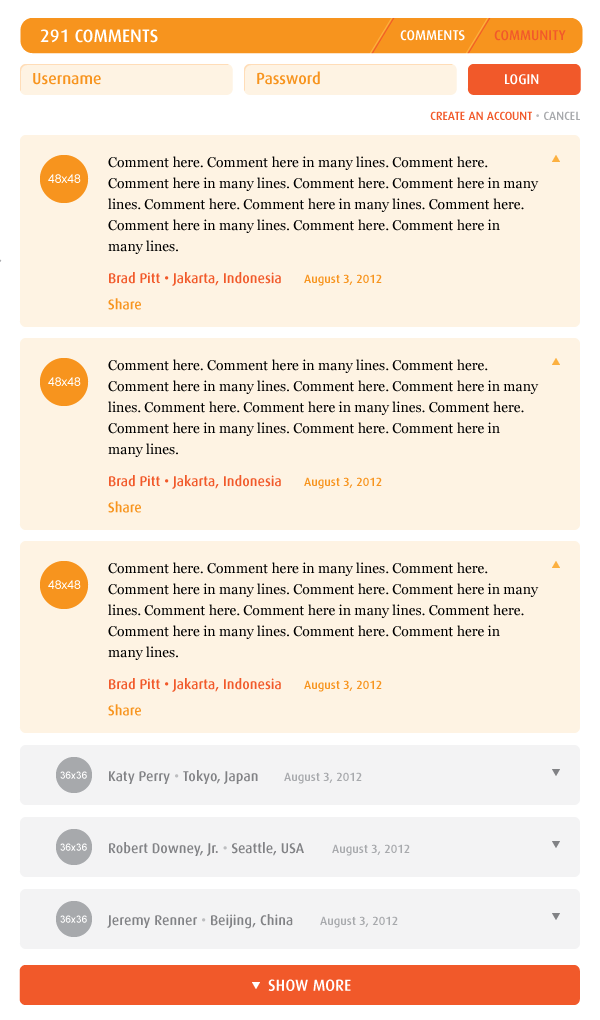 291 COMMENTS COMMENTS COMMUNITY
Username Password LOGIN
CREATE AN ACCOUNT • CANCEL
48x48
Comment here. Comment here in many lines. Comment here.
Comment here in many lines. Comment here. Comment here in many
lines. Comment here. Comment here in many lines. Comment here.
Comment here in many lines. Comment here. Comment here in
many lines.
Brad Pitt • Jakarta, Indonesia August 3, 2012
Share
48x48
Comment here. Comment here in many lines. Comment here.
Comment here in many lines. Comment here. Comment here in many
lines. Comment here. Comment here in many lines. Comment here.
Comment here in many lines. Comment here. Comment here in
many lines.
Brad Pitt • Jakarta, Indonesia August 3, 2012
Share
48x48
Comment here. Comment here in many lines. Comment here.
Comment here in many lines. Comment here. Comment here in many
lines. Comment here. Comment here in many lines. Comment here.
Comment here in many lines. Comment here. Comment here in
many lines.
Brad Pitt • Jakarta, Indonesia August 3, 2012
Share
36x36 Katy Perry • Tokyo, Japan August 3, 2012
36x36 Robert Downey, Jr. • Seattle, USA August 3, 2012
36x36 Jeremy Renner • Beijing, China August 3, 2012
SHOW MORE